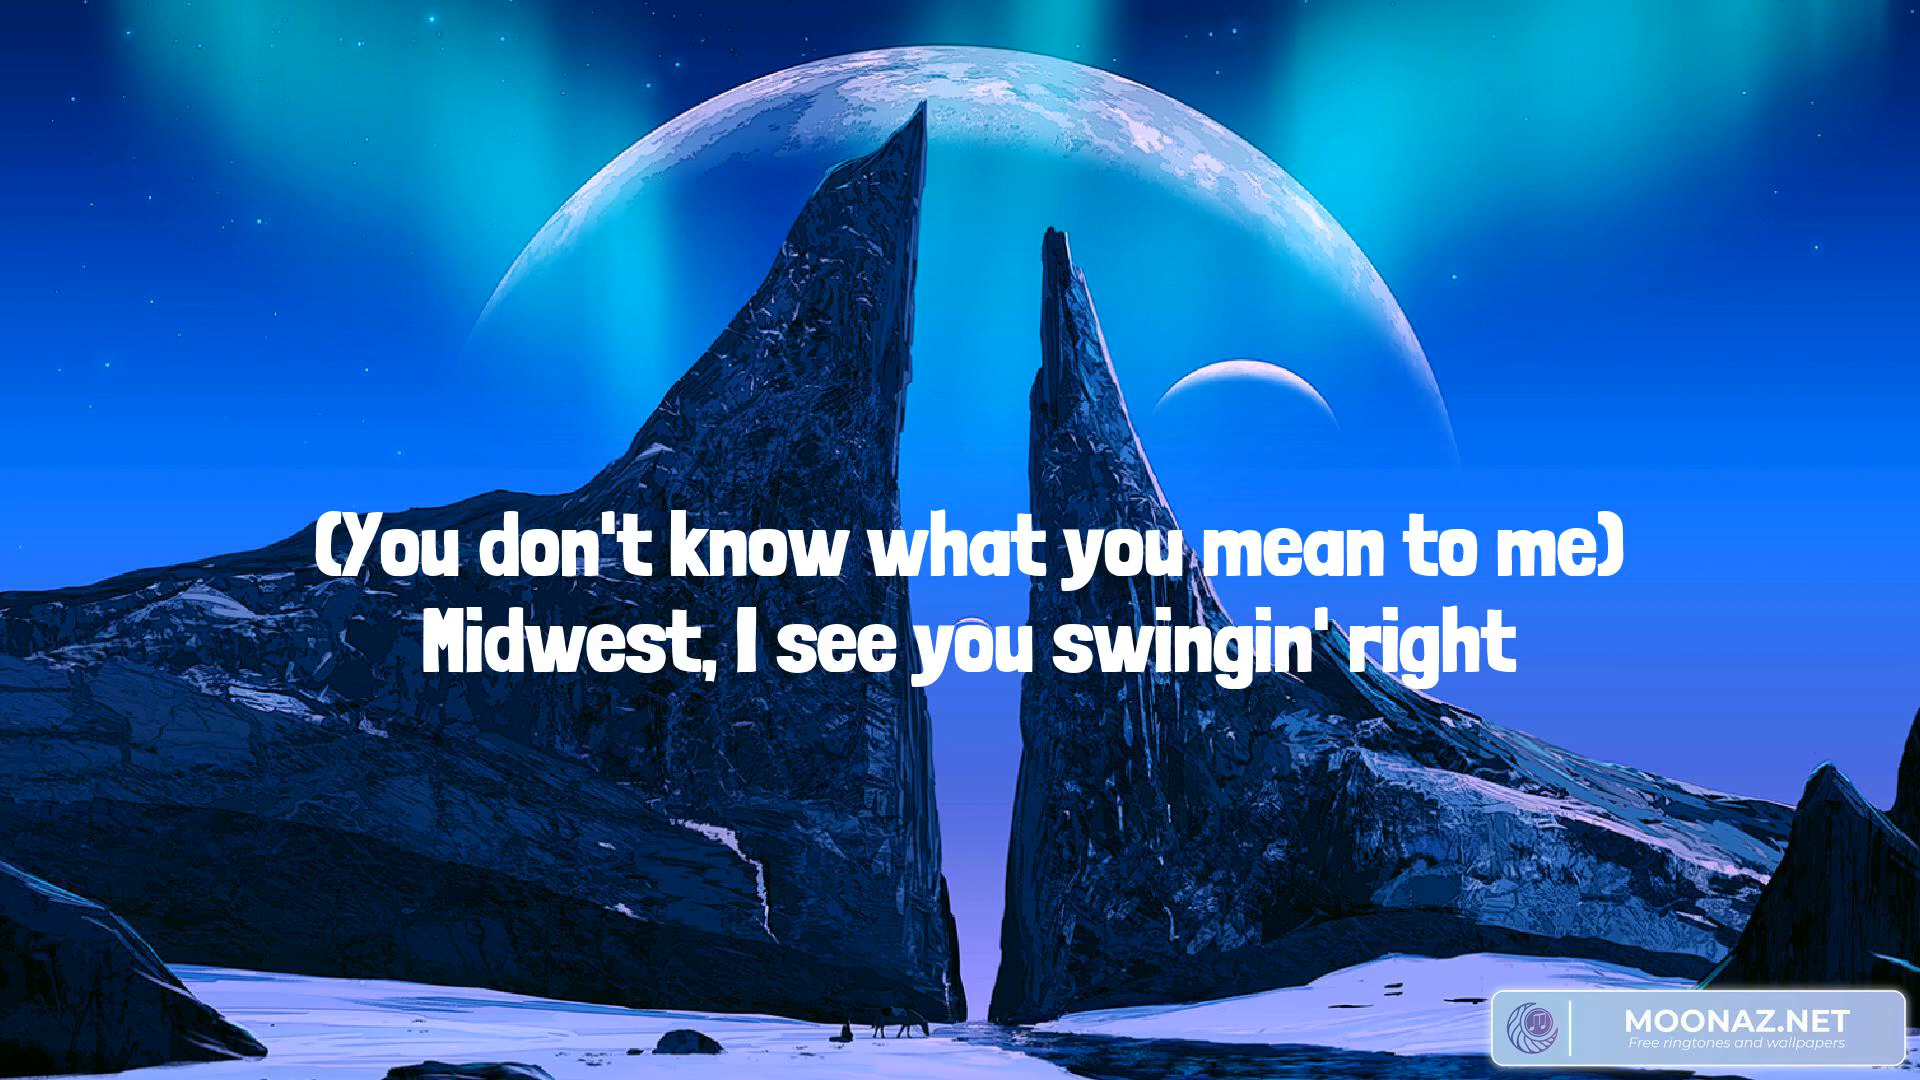 (You don't know what you mean to me)
Midwest, I see you swingin' right
MOONAZ.NET
Free ringtones and wallpapers